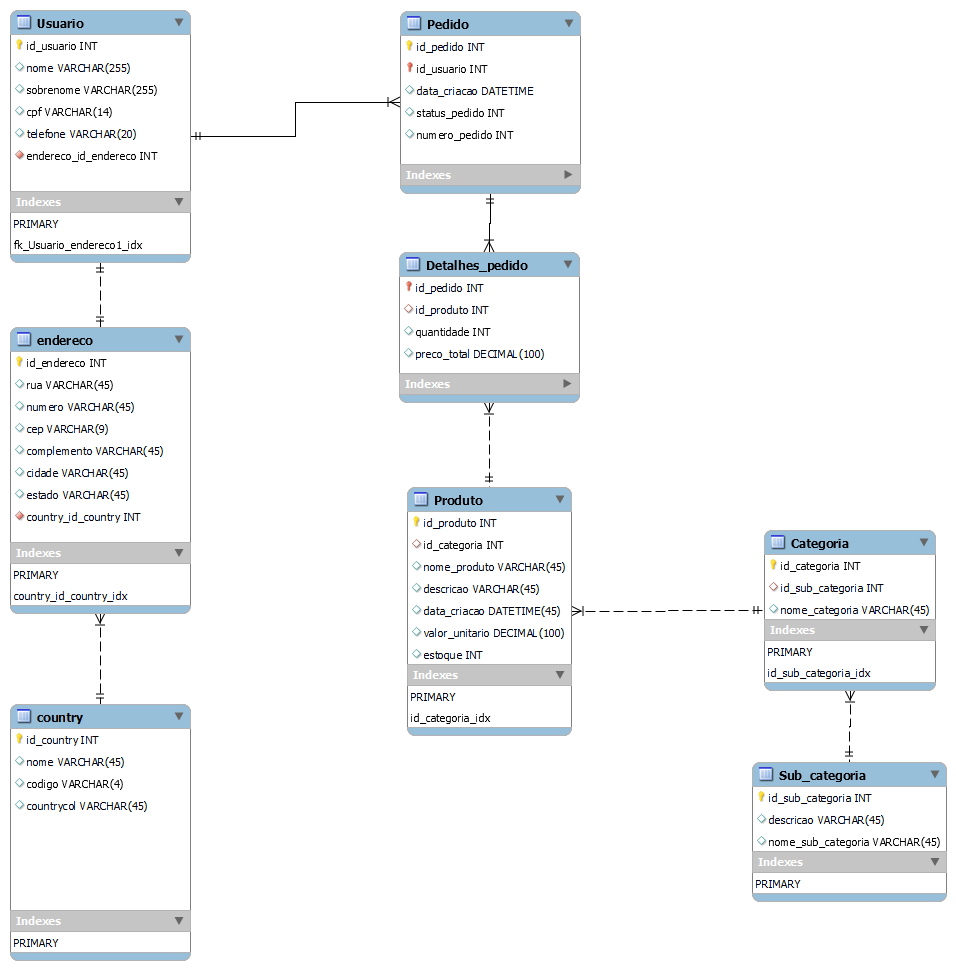 Usuario
id_usuario INT
nome VARCHAR(255)
sobrenome VARCHAR(255)
cpf VARCHAR(14)
telefone VARCHAR(20)
endereco_id_endereco INT
Indexes
PRIMARY
fk_Usuario_endereco1_idx
Pedido
id_pedido INT
id_usuario INT
data_criacao DATETIME
status_pedido INT
numero_pedido INT
Indexes
Detalhes_pedido
id_pedido INT
id_produto INT
quantidade INT
preco_total DECIMAL(100)
Indexes
endereco
id_endereco INT
rua VARCHAR(45)
numero VARCHAR(45)
cep VARCHAR(9)
complemento VARCHAR(45)
cidade VARCHAR(45)
estado VARCHAR(45)
country_id_country INT
Indexes
PRIMARY
country_id_country_idx
Produto
id_produto INT
id_categoria INT
nome_produto VARCHAR(45)
descricao VARCHAR(45)
data_criacao DATETIME(45)
valor_unitario DECIMAL(100)
estoque INT
Indexes
PRIMARY
id_categoria_idx
Categoria
id_categoria INT
id_sub_categoria INT
nome_categoria VARCHAR(45)
Indexes
PRIMARY
id_sub_categoria_idx
country
id_country INT
nome VARCHAR(45)
codigo VARCHAR(4)
countrycol VARCHAR(45)
Indexes
PRIMARY
Sub_categoria
id_sub_categoria INT
descricao VARCHAR(45)
nome_sub_categoria VARCHAR(45)
Indexes
PRIMARY